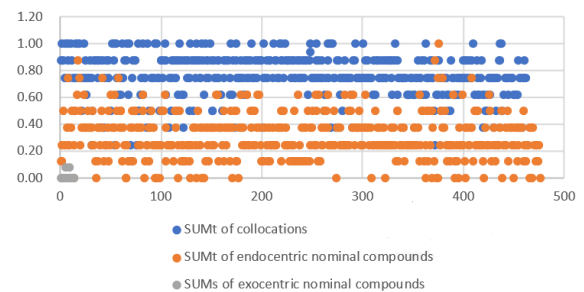 1.20
1.00
0.80
0.60
0.40
0.20
0.00
0 100 200 300 400 500
SUMt of collocations
SUMt of endocentric nominal compounds
SUMs of exocentric nominal compounds